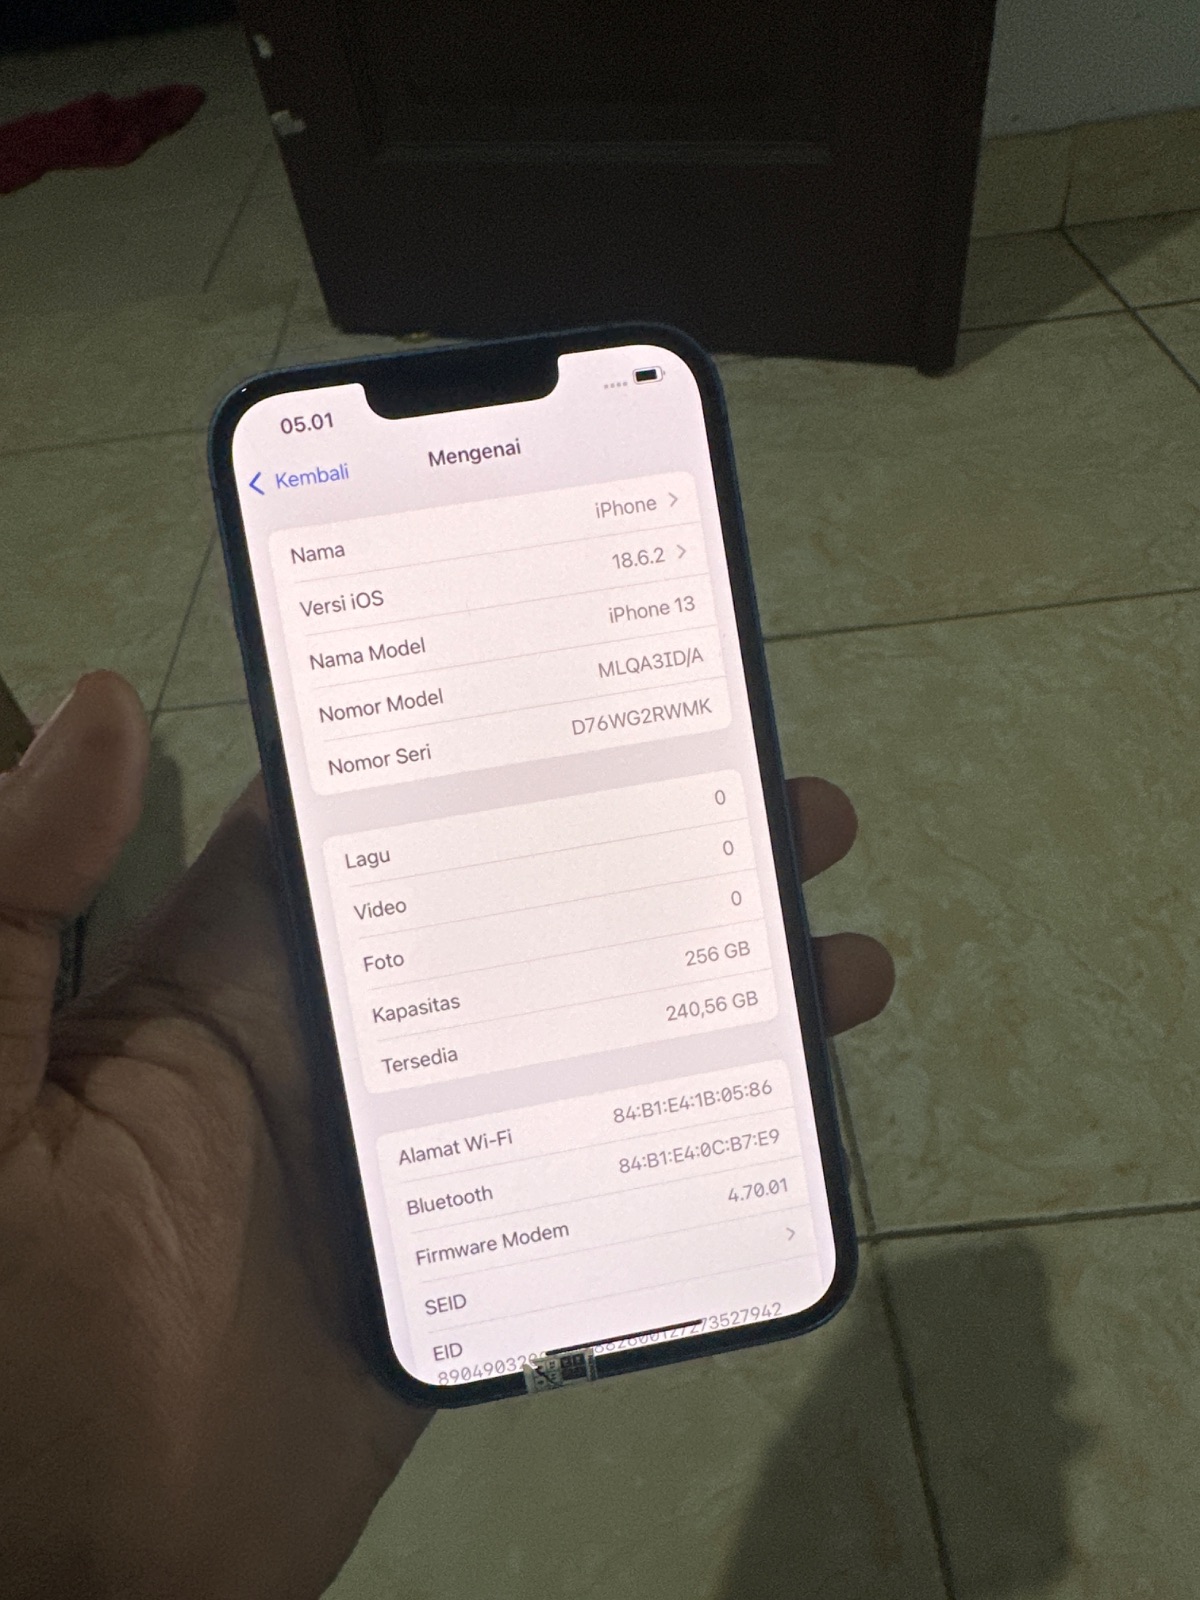 05.01
Kembali
Mengenai
Nama iPhone
Versi iOS 18.6.2
Nama Model iPhone 13
Nomor Model MLQA3ID/A
Nomor Seri D76WG2RWMK
Lagu 0
Video 0
Foto 0
Kapasitas 256 GB
Tersedia 240,56 GB
Alamat Wi-Fi 84:B1:E4:1B:05:86
Bluetooth 84:B1:E4:0C:B7:E9
Firmware Modem 4.70.01
SEID
EID